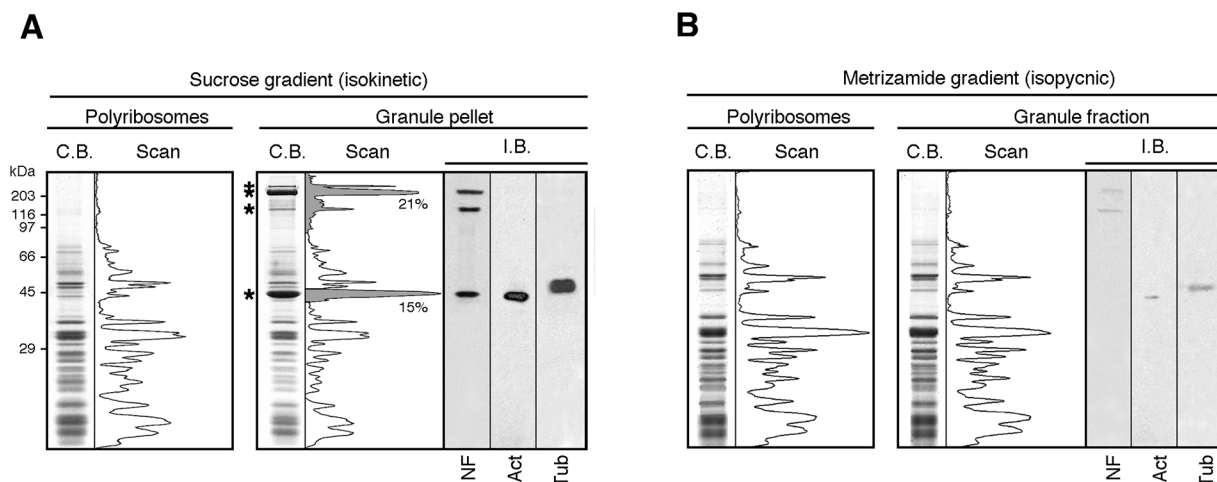 A
Sucrose gradient (isokinetic)
Polyribosomes
Granule pellet
C.B.
Scan
C.B.
Scan
I.B.
kDa
203
116
97
66
45
29
*
*
*
*
21%
15%
NF
Act
Tub
B
Metrizamide gradient (isopycnic)
Polyribosomes
Granule fraction
C.B.
Scan
C.B.
Scan
I.B.
NF
Act
Tub